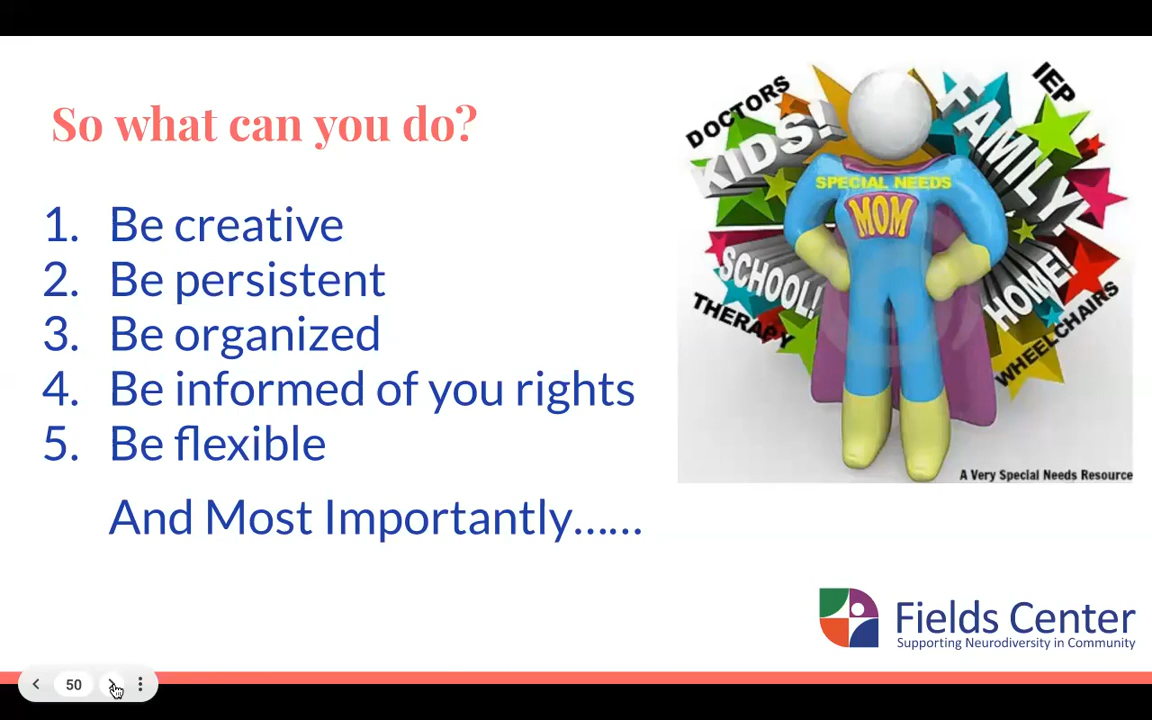 So what can you do?
1. Be creative
2. Be persistent
3. Be organized
4. Be informed of you rights
5. Be flexible
And Most Importantly……
DOCTORS
KIDS!
IEP
FAMILY!
SPECIAL NEEDS
MOM
SCHOOL!
HOME!
THERAPY
WHEELCHAIRS
A Very Special Needs Resource
Fields Center
Supporting Neurodiversity in Community
50